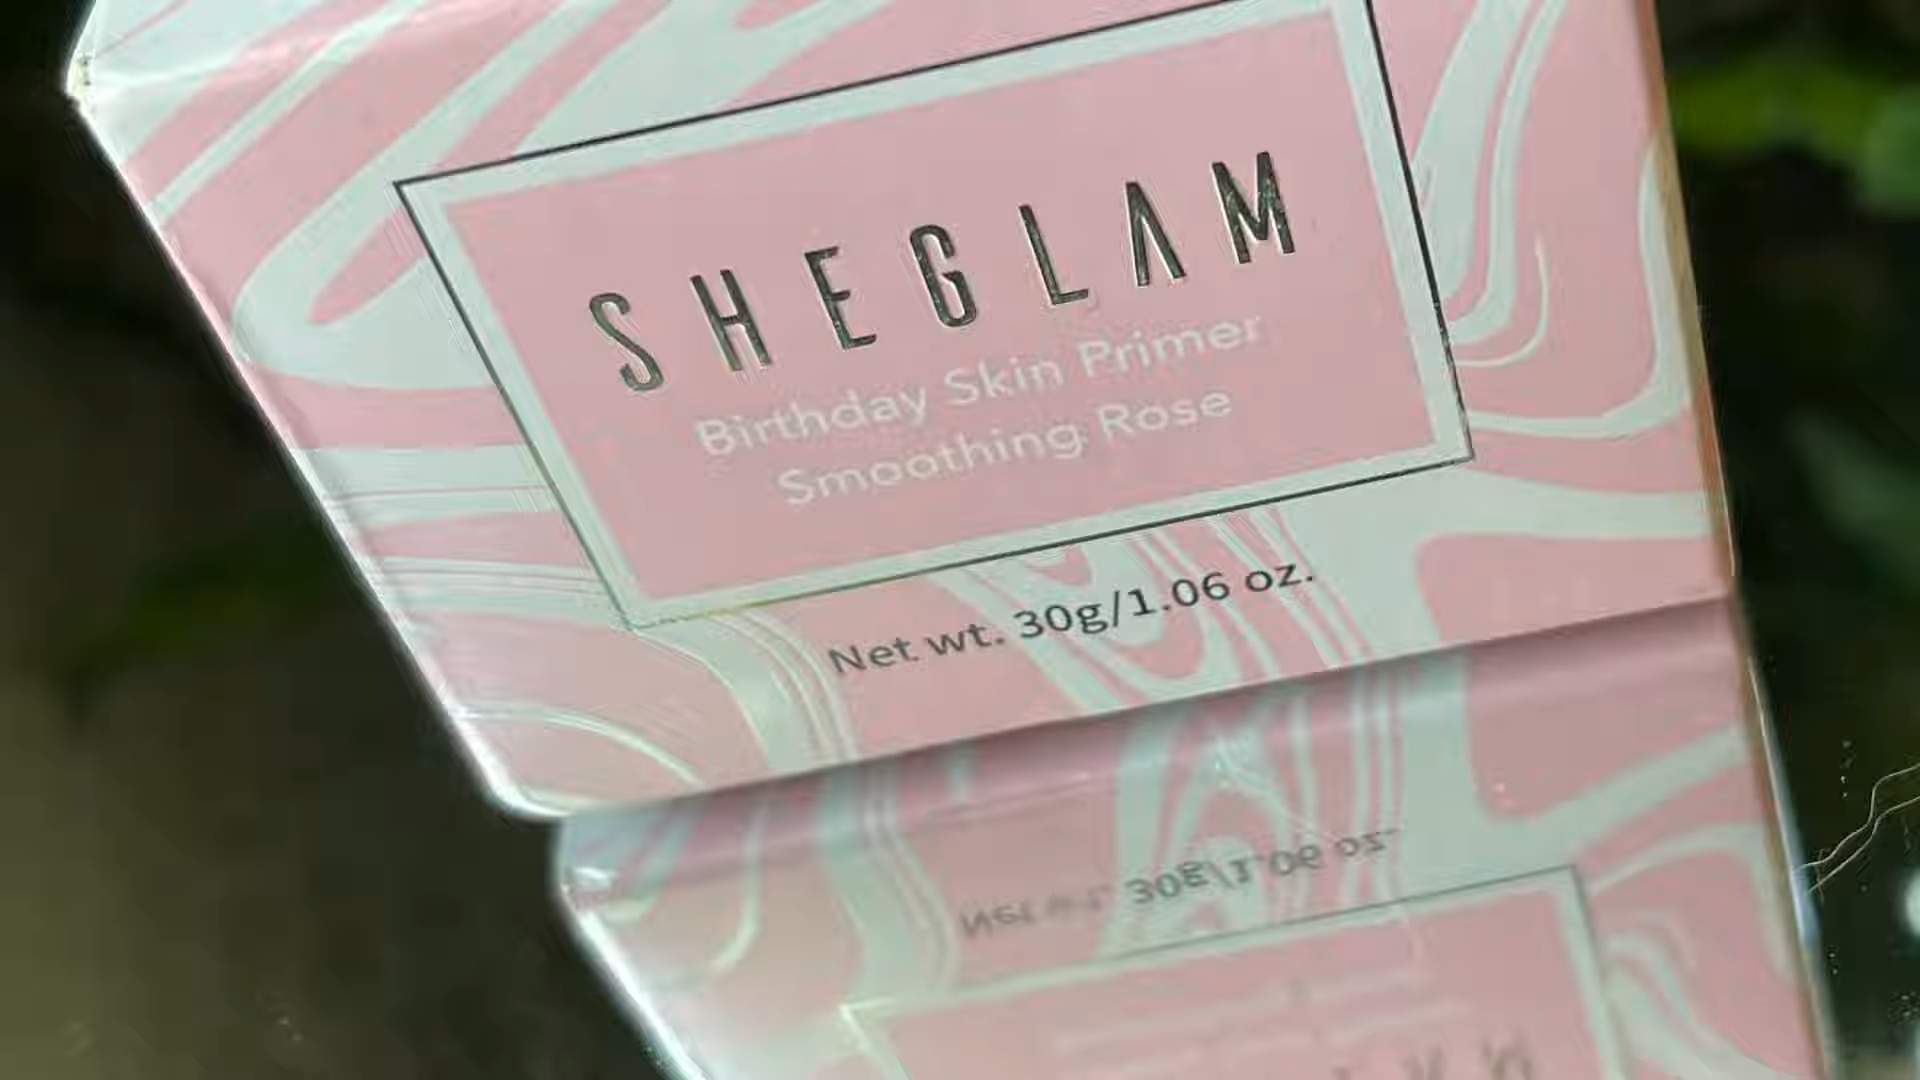 SHEGLAM
Birthday Skin Primer
Smoothing Rose
Net wt. 30g/1.06 oz.